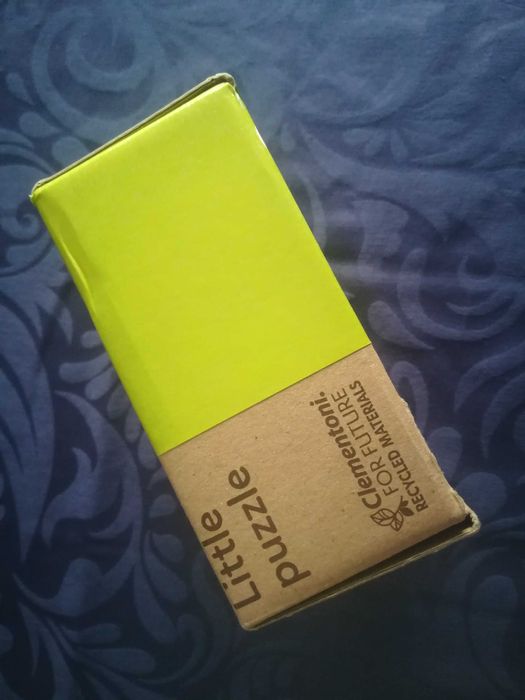 Little
puzzle
Clementoni.
FOR FUTURE
RECYCLED MATERIALS